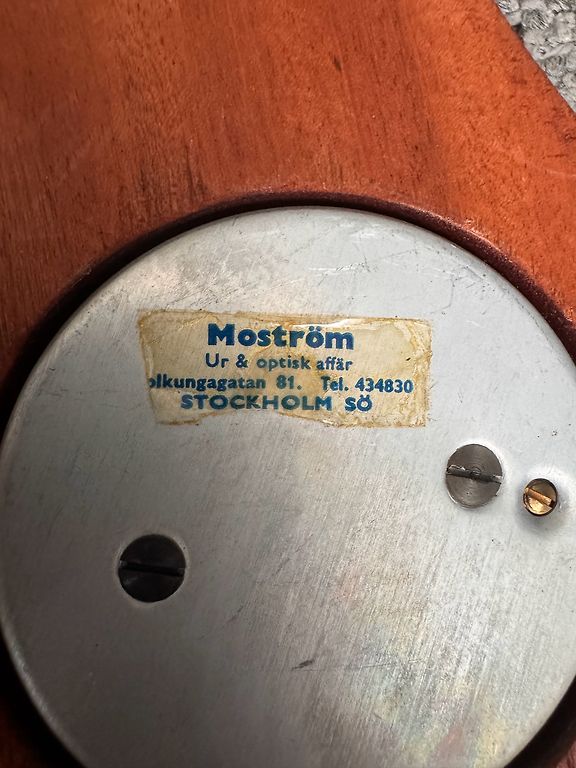 Moström
Ur & optisk affär
olkungagatan 81. Tel. 434830
STOCKHOLM SÖ